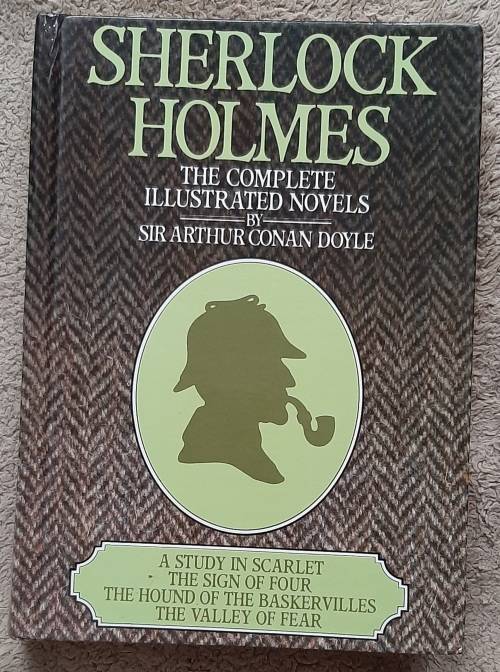 SHERLOCK
HOLMES
THE COMPLETE
ILLUSTRATED NOVELS
BY
SIR ARTHUR CONAN DOYLE
A STUDY IN SCARLET
THE SIGN OF FOUR
THE HOUND OF THE BASKERVILLES
THE VALLEY OF FEAR